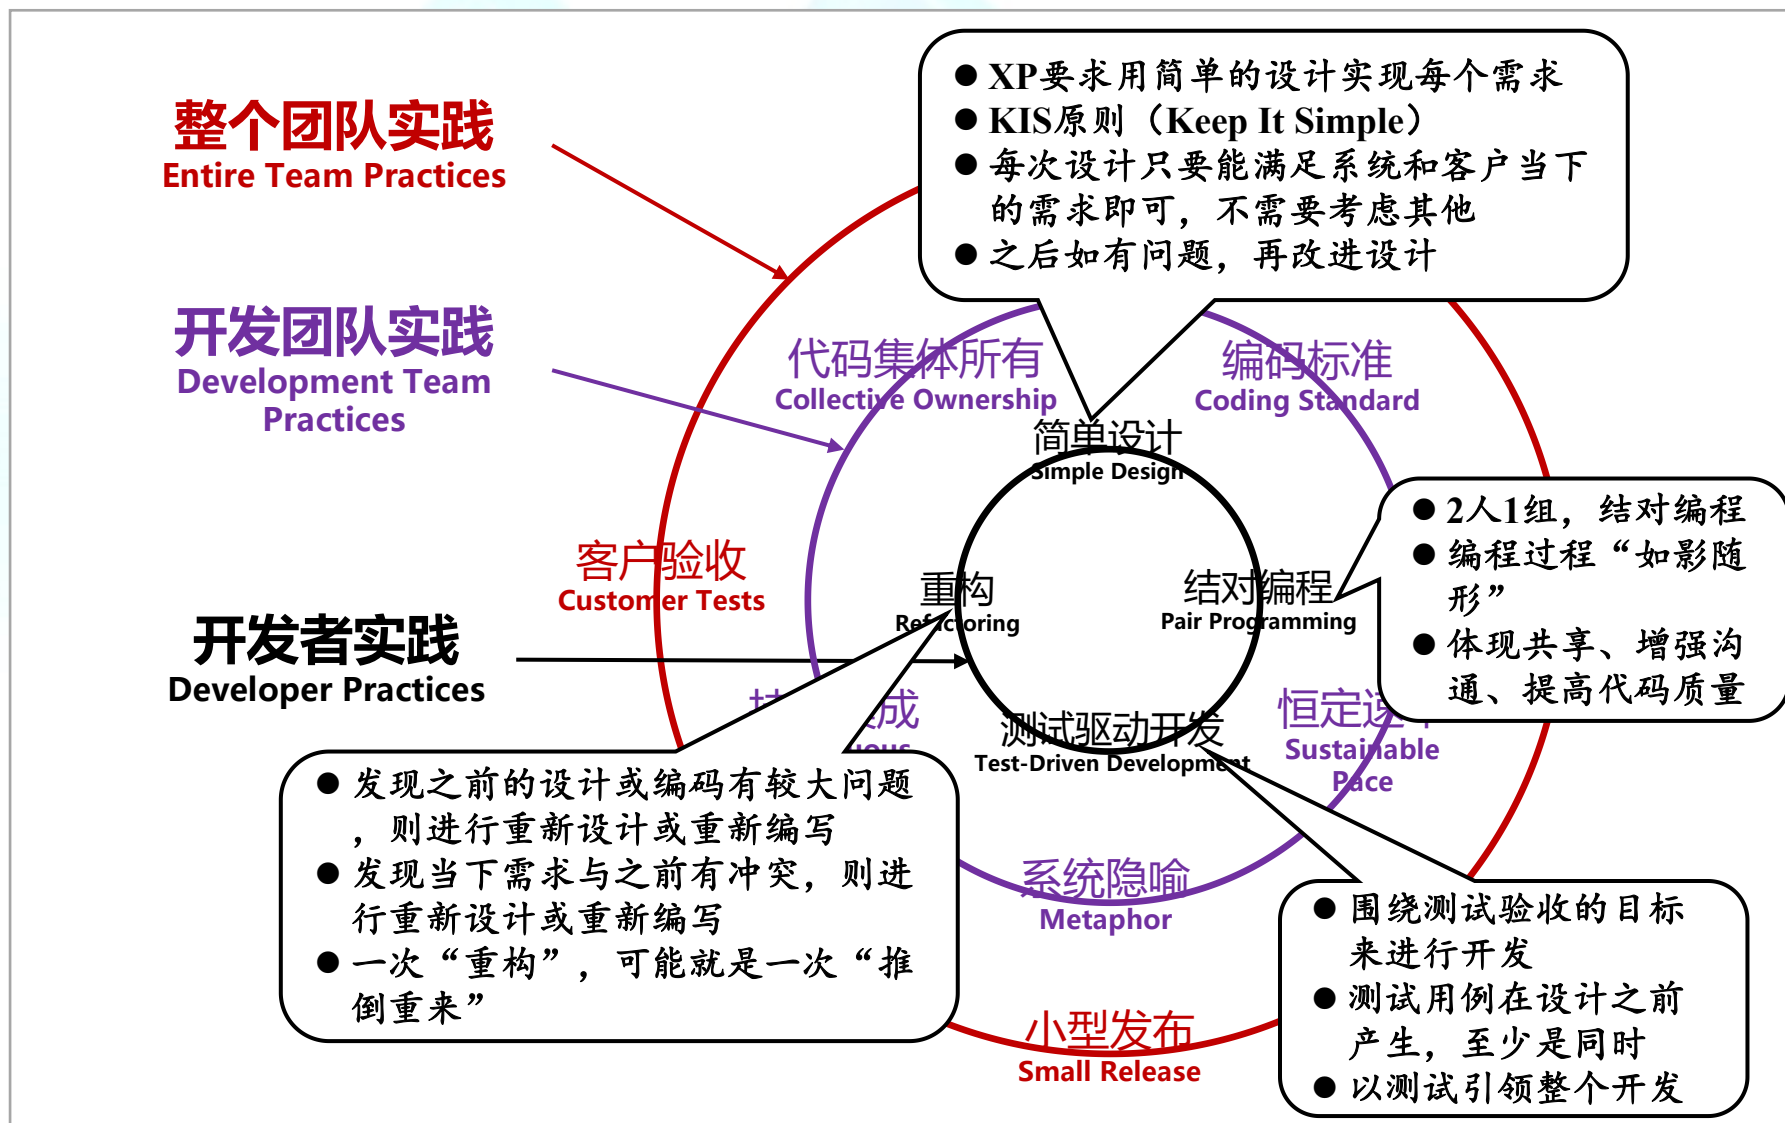 整个团队实践
Entire Team Practices
开发团队实践
Development Team
Practices
开发者实践
Developer Practices
● XP要求用简单的设计实现每个需求
● KIS原则（Keep It Simple）
● 每次设计只要能满足系统和客户当下
的需求即可，不需要考虑其他
● 之后如有问题，再改进设计
代码集体所有
Collective Ownership
编码标准
Coding Standard
简单设计
Simple Design
客户验收
Customer Tests
重构
Refactoring
结对编程
Pair Programming
● 2人1组，结对编程
● 编程过程“如影随
形”
● 体现共享、增强沟
通、提高代码质量
成
测试驱动开发
Test-Driven Development
恒定速
Sustainable
Pace
● 发现之前的设计或编码有较大问题
，则进行重新设计或重新编写
● 发现当下需求与之前有冲突，则进
行重新设计或重新编写
● 一次“重构”，可能就是一次“推
倒重来”
系统隐喻
Metaphor
● 围绕测试验收的目标
来进行开发
● 测试用例在设计之前
产生，至少是同时
● 以测试引领整个开发
小型发布
Small Release